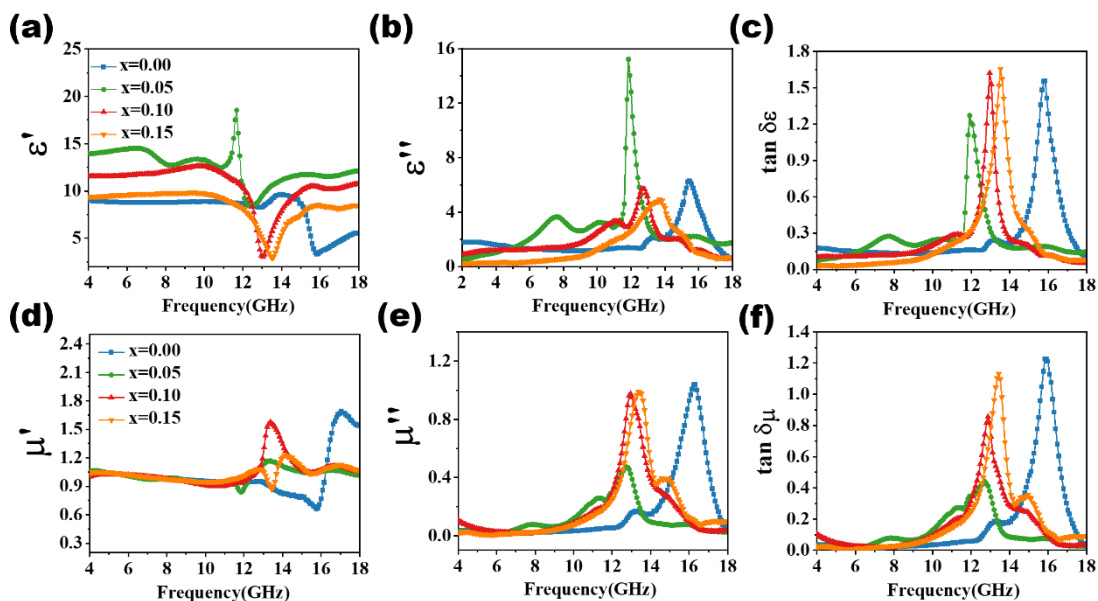 (a)
ε'
25
20
15
10
5
x=0.00
x=0.05
x=0.10
x=0.15
4 6 8 10 12 14 16 18
Frequency(GHz)
(b)
ε''
16
12
8
4
0
2 4 6 8 10 12 14 16 18
Frequency(GHz)
(c)
tan δε
1.8
1.5
1.2
0.9
0.6
0.3
0.0
4 6 8 10 12 14 16 18
Frequency(GHz)
(d)
μ'
2.4
2.1
1.8
1.5
1.2
0.9
0.6
0.3
x=0.00
x=0.05
x=0.10
x=0.15
4 6 8 10 12 14 16 18
Frequency(GHz)
(e)
μ''
1.2
0.8
0.4
0.0
4 6 8 10 12 14 16 18
Frequency(GHz)
(f)
tan δμ
1.4
1.2
1.0
0.8
0.6
0.4
0.2
0.0
4 6 8 10 12 14 16 18
Frequency(GHz)